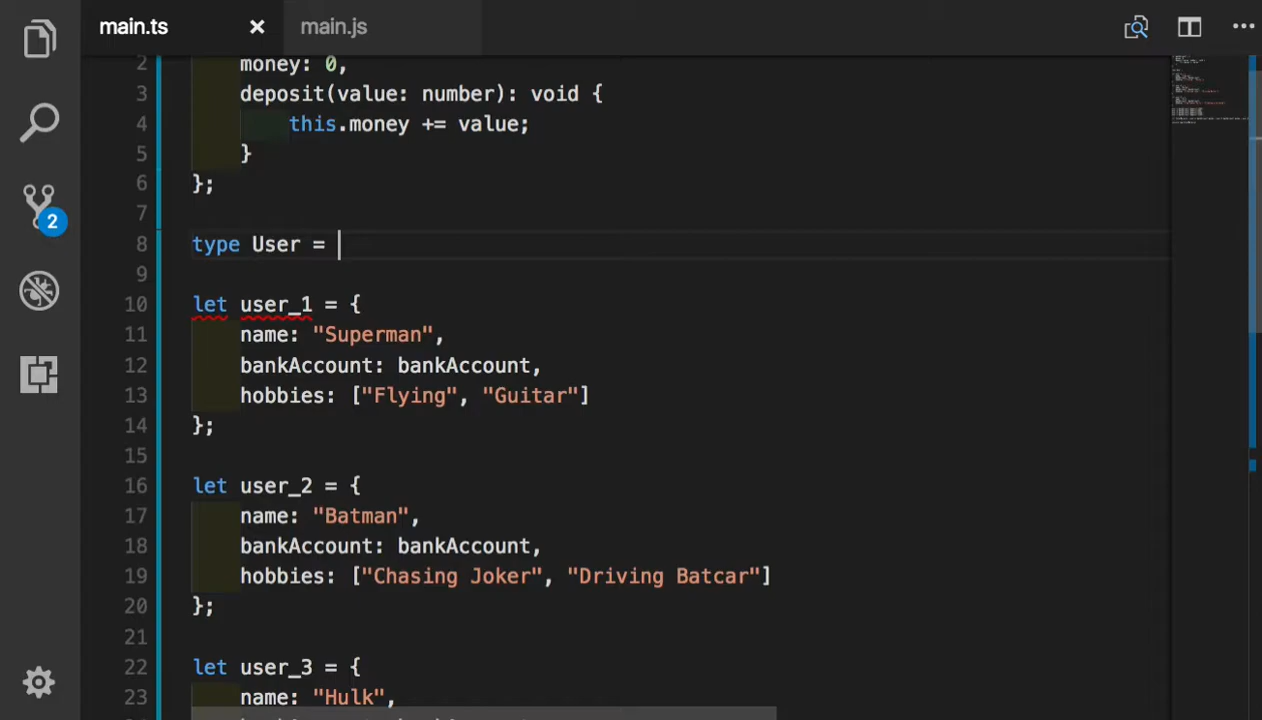 main.ts × main.js
2 money: 0,
3 deposit(value: number): void {
4 this.money += value;
5 }
6 };
7
8 type User =
9
10 let user_1 = {
11 name: "Superman",
12 bankAccount: bankAccount,
13 hobbies: ["Flying", "Guitar"]
14 };
15
16 let user_2 = {
17 name: "Batman",
18 bankAccount: bankAccount,
19 hobbies: ["Chasing Joker", "Driving Batcar"]
20 };
21
22 let user_3 = {
23 name: "Hulk",
2